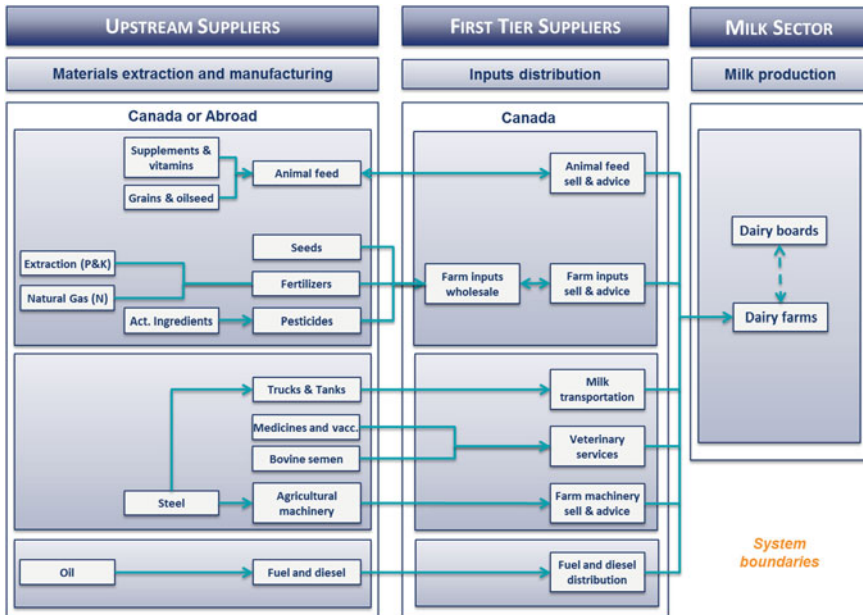 UPSTREAM SUPPLIERS
FIRST TIER SUPPLIERS
MILK SECTOR
Materials extraction and manufacturing
Inputs distribution
Milk production
Canada or Abroad
Canada
Supplements &
vitamins
Grains & oilseed
Animal feed
Animal feed
sell & advice
Seeds
Extraction (P&K)
Natural Gas (N)
Fertilizers
Act. Ingredients
Pesticides
Farm inputs
wholesale
Farm inputs
sell & advice
Dairy boards
Dairy farms
Trucks & Tanks
Milk
transportation
Medicines and vacc.
Bovine semen
Veterinary
services
Steel
Agricultural
machinery
Farm machinery
sell & advice
Oil
Fuel and diesel
Fuel and diesel
distribution
System
boundaries